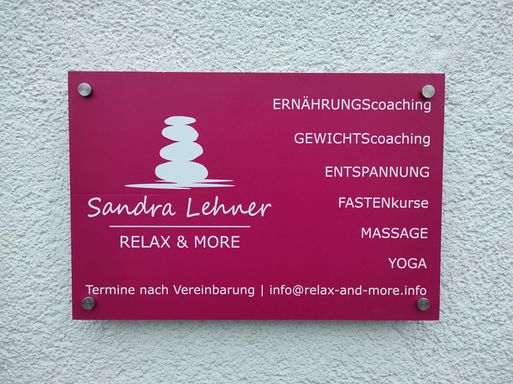 ERNÄHRUNGScoaching
GEWICHTScoaching
ENTSPANNUNG
FASTENkurse
MASSAGE
YOGA
Sandra Lehner
RELAX & MORE
Termine nach Vereinbarung | info@relax-and-more.info